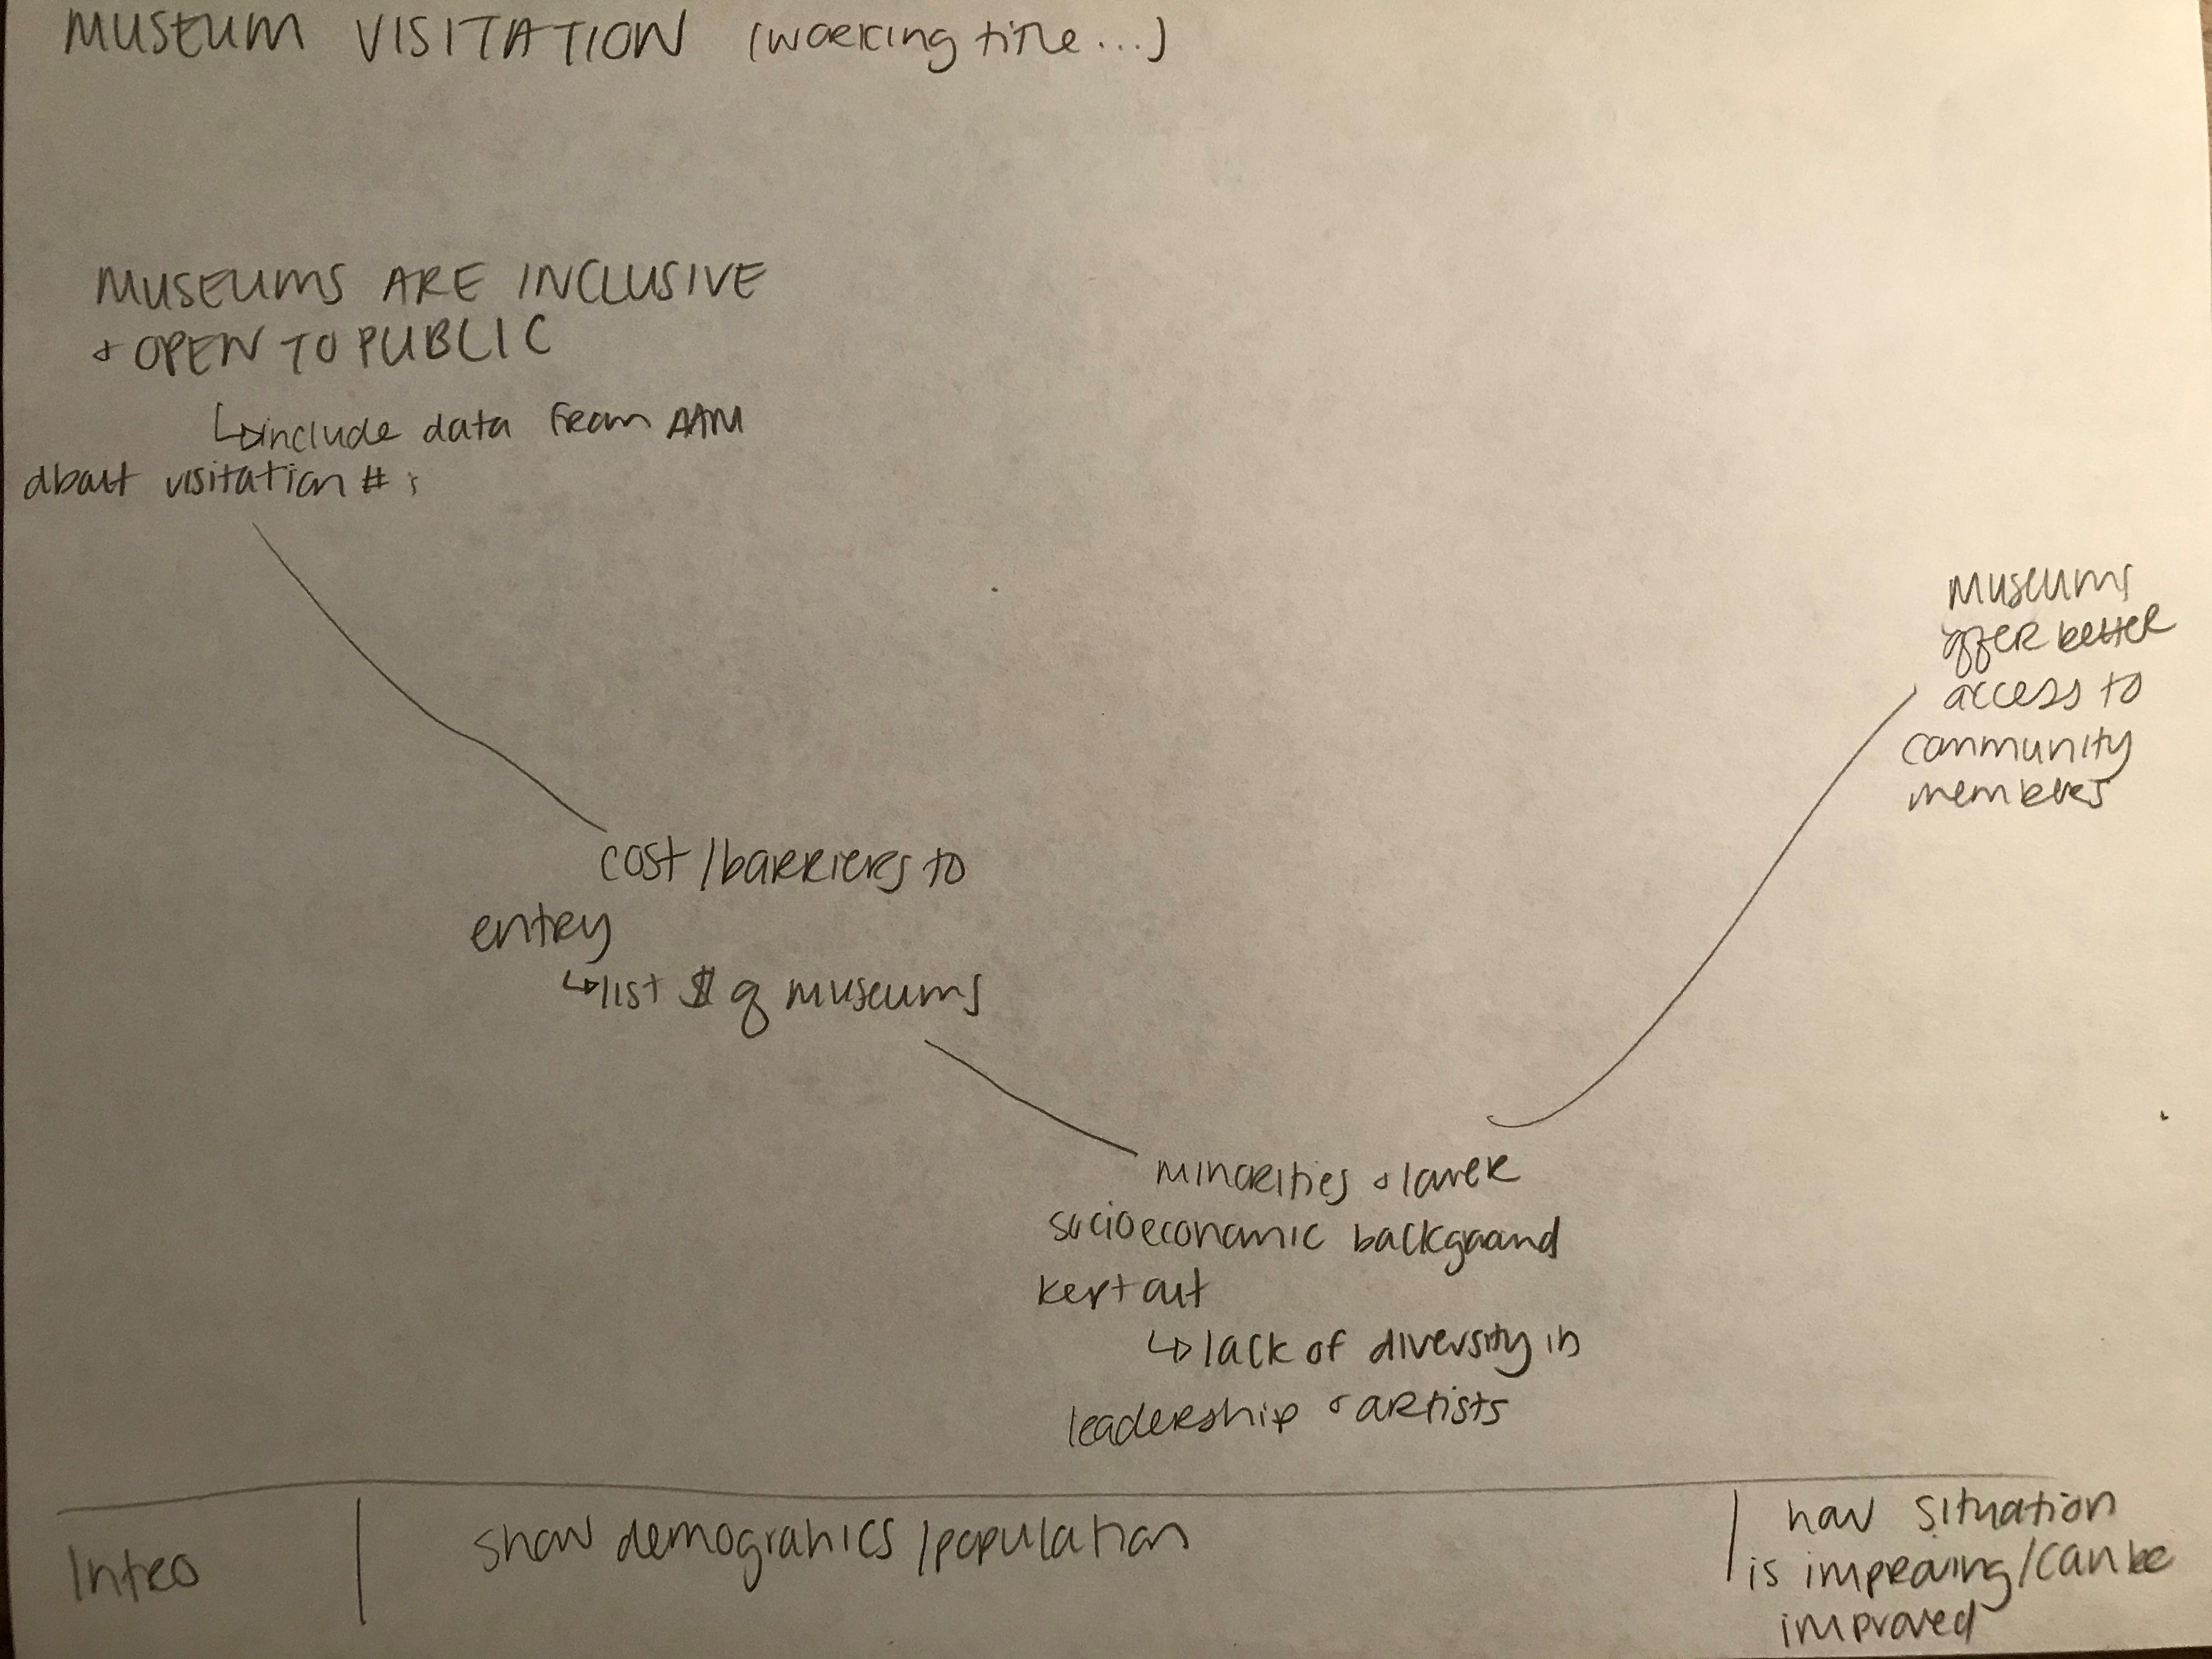 MUSEUM VISITATION (working title...)
MUSEUMS ARE INCLUSIVE
& OPEN TO PUBLIC
↳ include data from AAM
about visitation #s
cost/barriers to
entry
↳ list $ of museums
minorities & lower
socioeconomic background
kept out
↳ lack of diversity in
leadership & artists
museums
offer better
access to
community
members
Intro
show demograhics/population
how situation
is improving/can be
improved